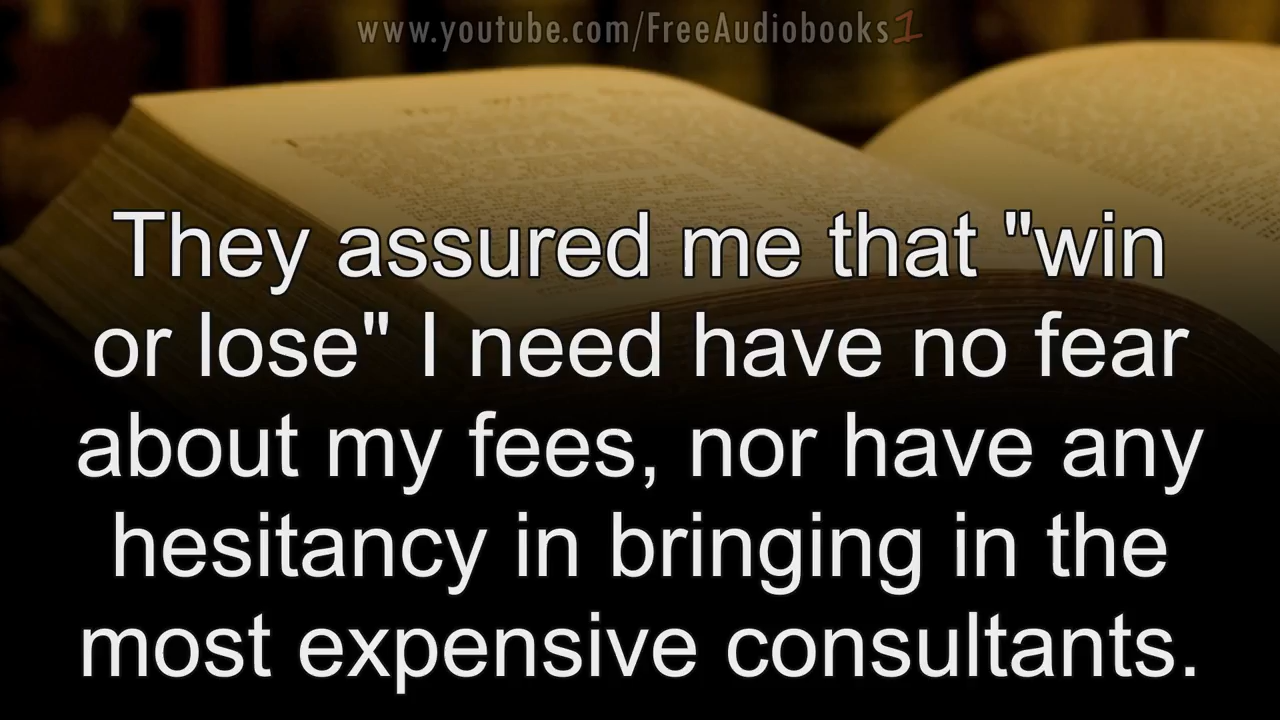 www.youtube.com/FreeAudiobooks1
They assured me that "win
or lose" I need have no fear
about my fees, nor have any
hesitancy in bringing in the
most expensive consultants.